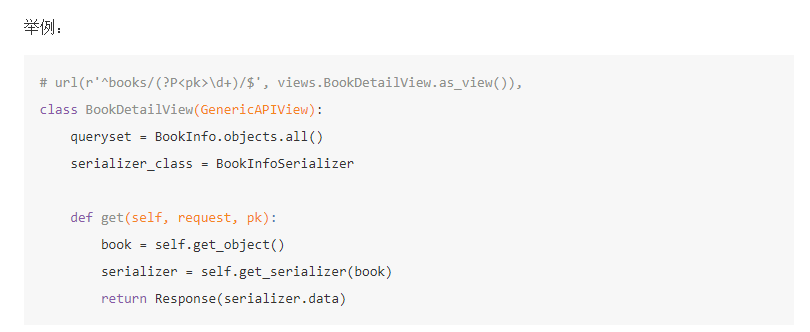 举例：
# url(r'^books/(?P<pk>\d+)/$', views.BookDetailView.as_view()),
class BookDetailView(GenericAPIView):
    queryset = BookInfo.objects.all()
    serializer_class = BookInfoSerializer
    def get(self, request, pk):
        book = self.get_object()
        serializer = self.get_serializer(book)
        return Response(serializer.data)